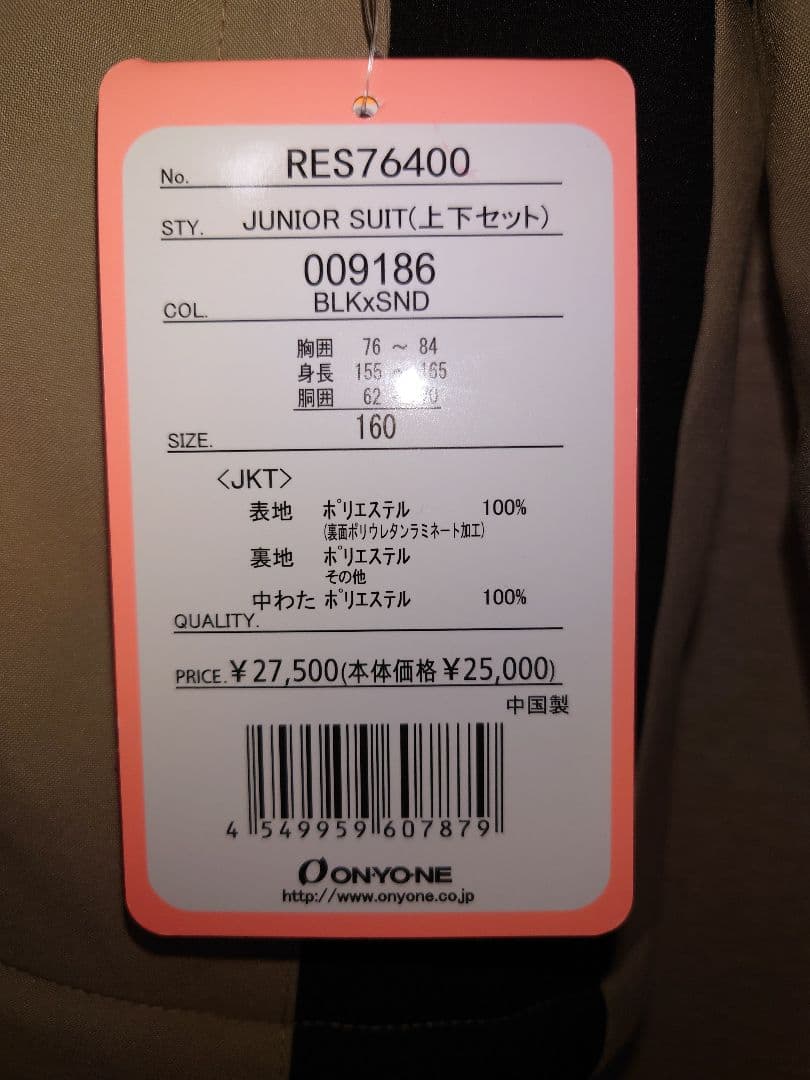 No. RES76400
STY. JUNIOR SUIT(上下セット)
009186
COL. BLKxSND
胸囲 76 ～ 84
身長 155 ～ 165
胴囲 62 ～ 70
SIZE. 160
〈JKT〉
表地 ポリエステル 100%
(裏面ポリウレタンラミネート加工)
裏地 ポリエステル
その他
中わた ポリエステル 100%
QUALITY.
PRICE. ¥27,500(本体価格¥25,000)
中国製
4 549959 607879
ONYONE
http://www.onyone.co.jp